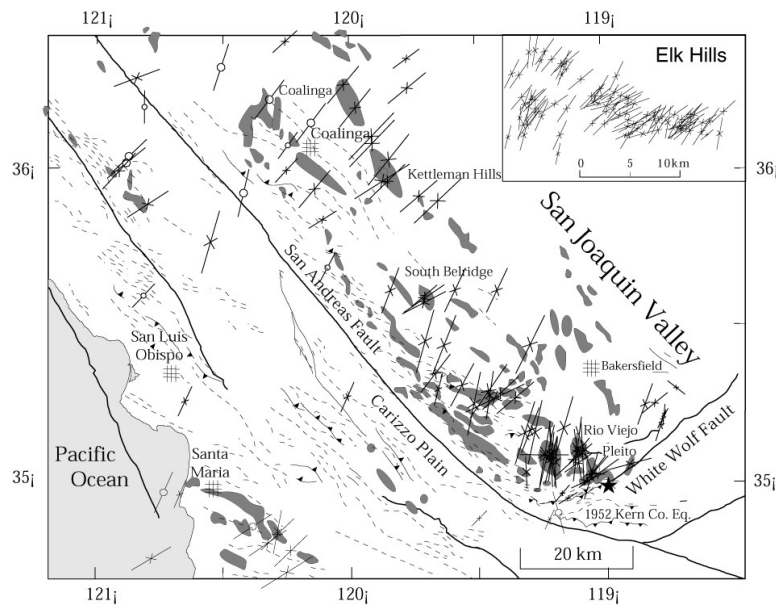 121¡
120¡
119¡
Elk Hills
0
5
10km
Coalinga
Coalinga
36¡
36¡
Kettleman Hills
San Joaquin Valley
San Andreas Fault
South Belridge
San Luis
Obispo
Bakersfield
Carizzo Plain
Rio Viejo
Pleito
White Wolf Fault
Pacific
Ocean
Santa
Maria
35¡
35¡
1952 Kern Co. Eq.
20 km
121¡
120¡
119¡